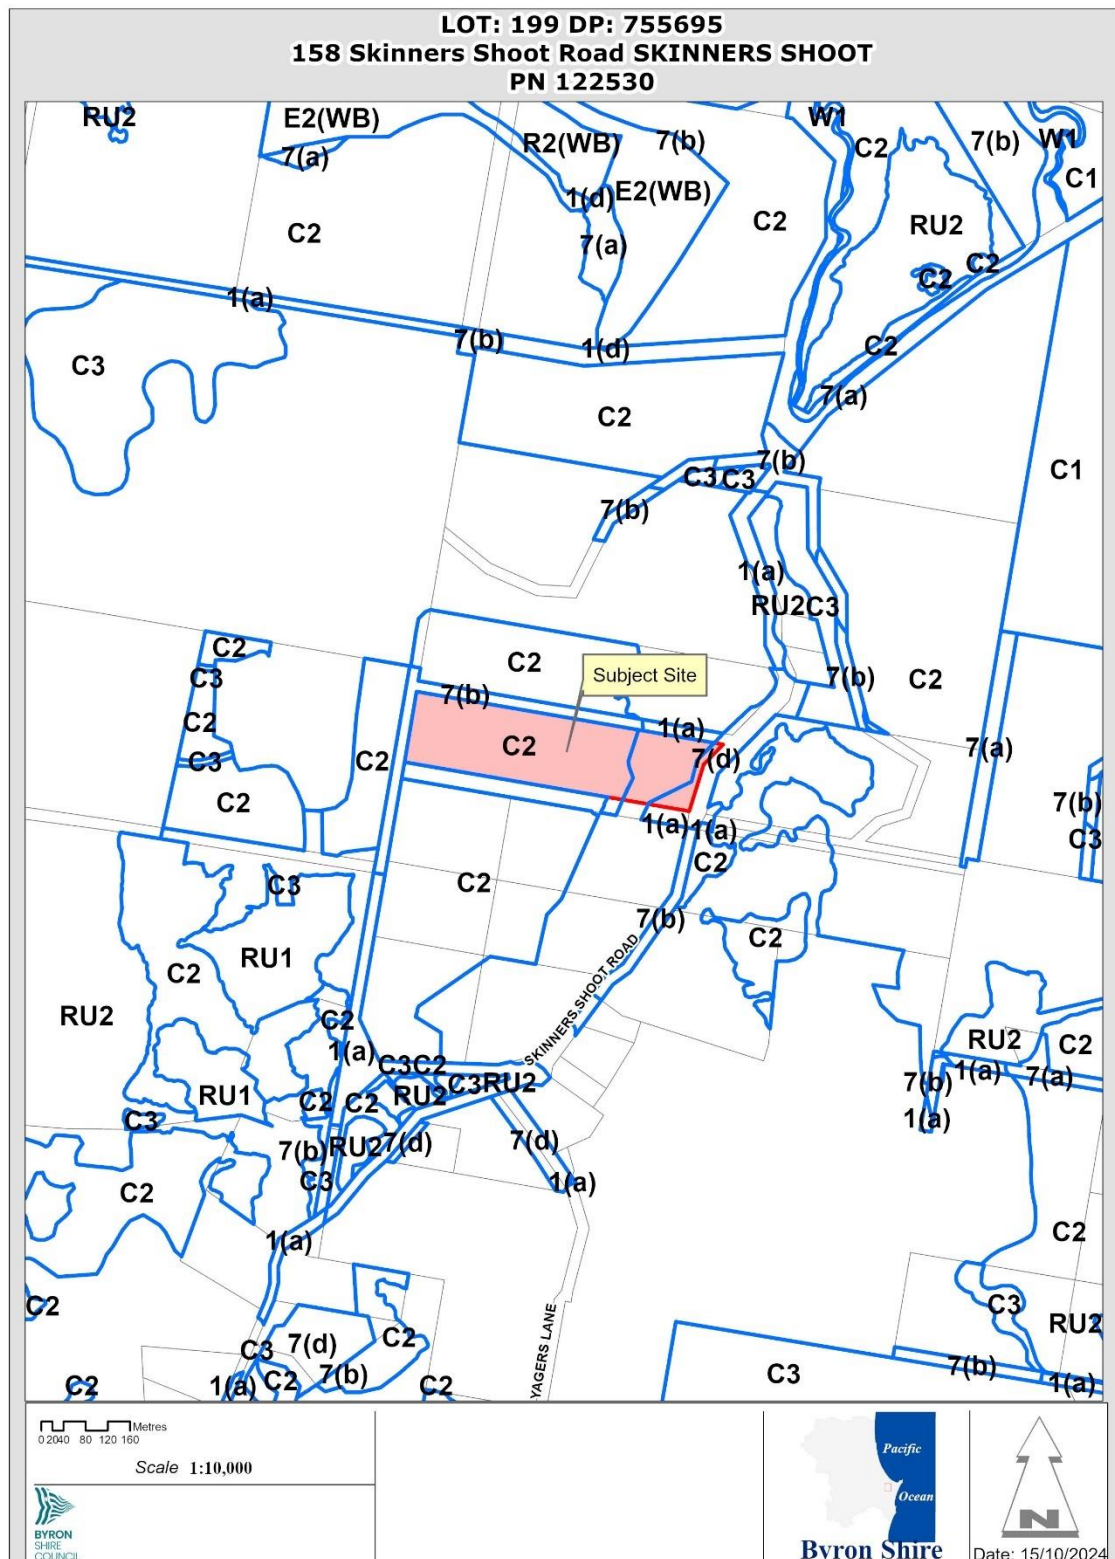 LOT: 199 DP: 755695
158 Skinners Shoot Road SKINNERS SHOOT
PN 122530
RU2
E2(WB)
7(a)
R2(WB)
7(b)
W1
C2
7(b)
W1
C1
1(d)
E2(WB)
C2
C2
7(a)
RU2
C2
C2
1(a)
7(b)
1(d)
C2
C3
7(a)
C2
7(b)
C3
C3
C1
7(b)
1(a)
RU2
C3
C2
C2
Subject Site
C3
7(b)
7(b)
C2
C2
1(a)
7(a)
C2
C2
7(d)
C3
C2
7(b)
1(a)
1(a)
C3
C2
C3
C2
7(b)
C2
RU1
C2
SKINNERS SHOOT ROAD
RU2
C2
RU2
C2
1(a)
C3
C2
C3
RU2
7(b)
1(a)
7(a)
RU1
C2
C2
RU2
C3
1(a)
7(b)
RU2
7(d)
7(d)
C3
1(a)
C2
1(a)
C2
C2
C3
RU2
YAGERS LANE
7(d)
C2
C3
7(b)
7(b)
C3
C2
1(a)
C2
C2
1(a)
Metres
0 2040 80 120 160
Scale 1:10,000
BYRON
SHIRE
COUNCIL
Pacific
Ocean
Byron Shire
N
Date: 15/10/2024